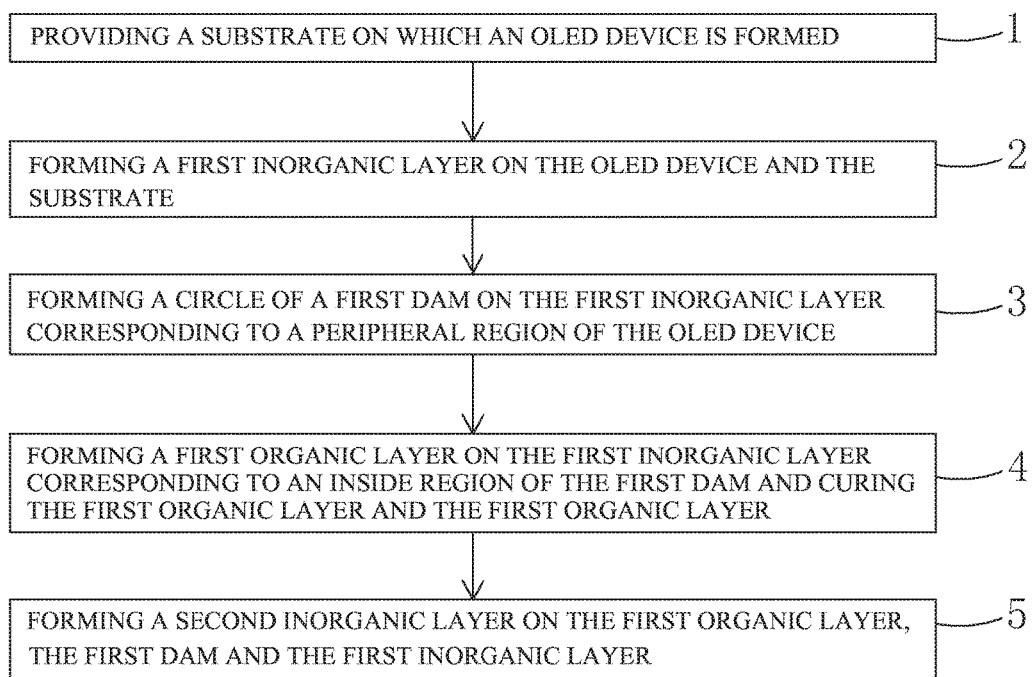 PROVIDING A SUBSTRATE ON WHICH AN OLED DEVICE IS FORMED
1
FORMING A FIRST INORGANIC LAYER ON THE OLED DEVICE AND THE
SUBSTRATE
2
FORMING A CIRCLE OF A FIRST DAM ON THE FIRST INORGANIC LAYER
CORRESPONDING TO A PERIPHERAL REGION OF THE OLED DEVICE
3
FORMING A FIRST ORGANIC LAYER ON THE FIRST INORGANIC LAYER
CORRESPONDING TO AN INSIDE REGION OF THE FIRST DAM AND CURING
THE FIRST ORGANIC LAYER AND THE FIRST ORGANIC LAYER
4
FORMING A SECOND INORGANIC LAYER ON THE FIRST ORGANIC LAYER,
THE FIRST DAM AND THE FIRST INORGANIC LAYER
5